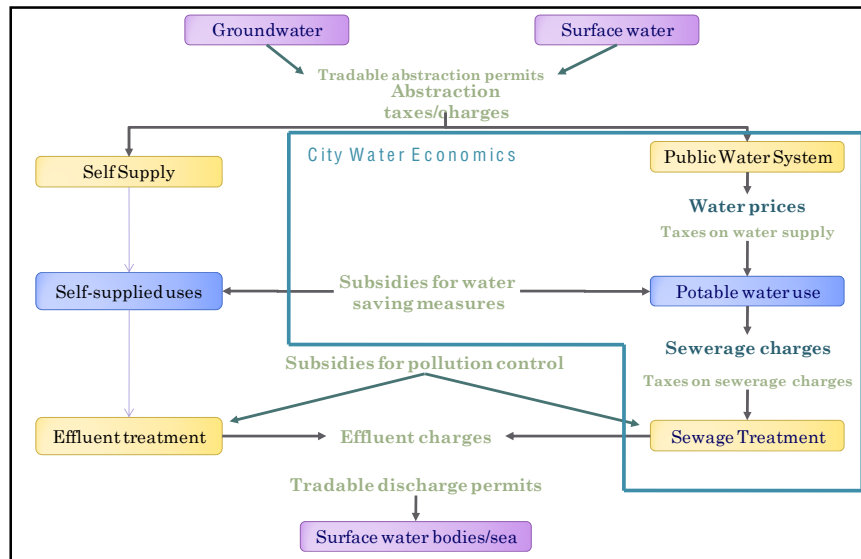 Groundwater
Surface water
Tradable abstraction permits
Abstraction
taxes/charges
City Water Economics
Self Supply
Public Water System
Water prices
Taxes on water supply
Self-supplied uses
Subsidies for water
saving measures
Potable water use
Sewerage charges
Subsidies for pollution control
Taxes on sewerage charges
Effluent treatment
Effluent charges
Sewage Treatment
Tradable discharge permits
Surface water bodies/sea